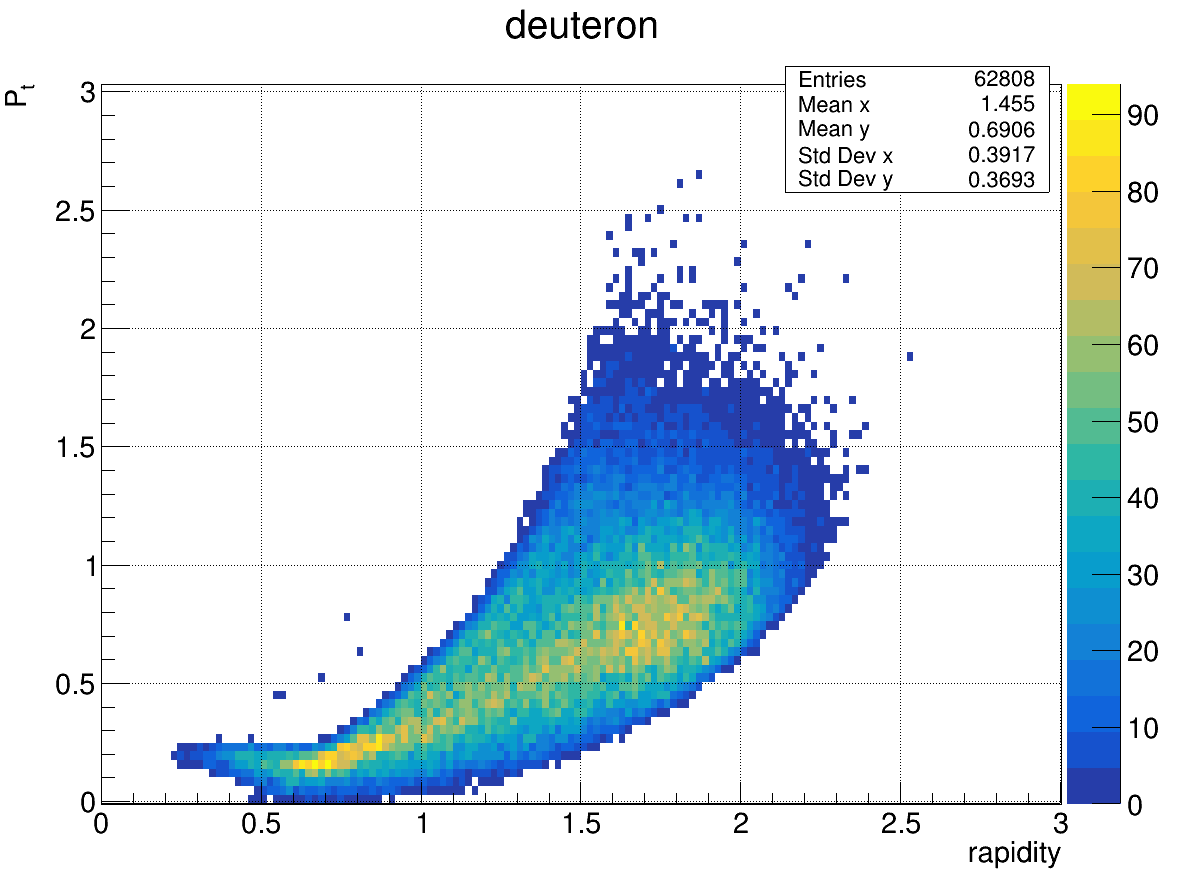 deuteron
P_t
Entries 62808
Mean x 1.455
Mean y 0.6906
Std Dev x 0.3917
Std Dev y 0.3693
3
2.5
2
1.5
1
0.5
0
90
80
70
60
50
40
30
20
10
0
0 0.5 1 1.5 2 2.5 3
rapidity